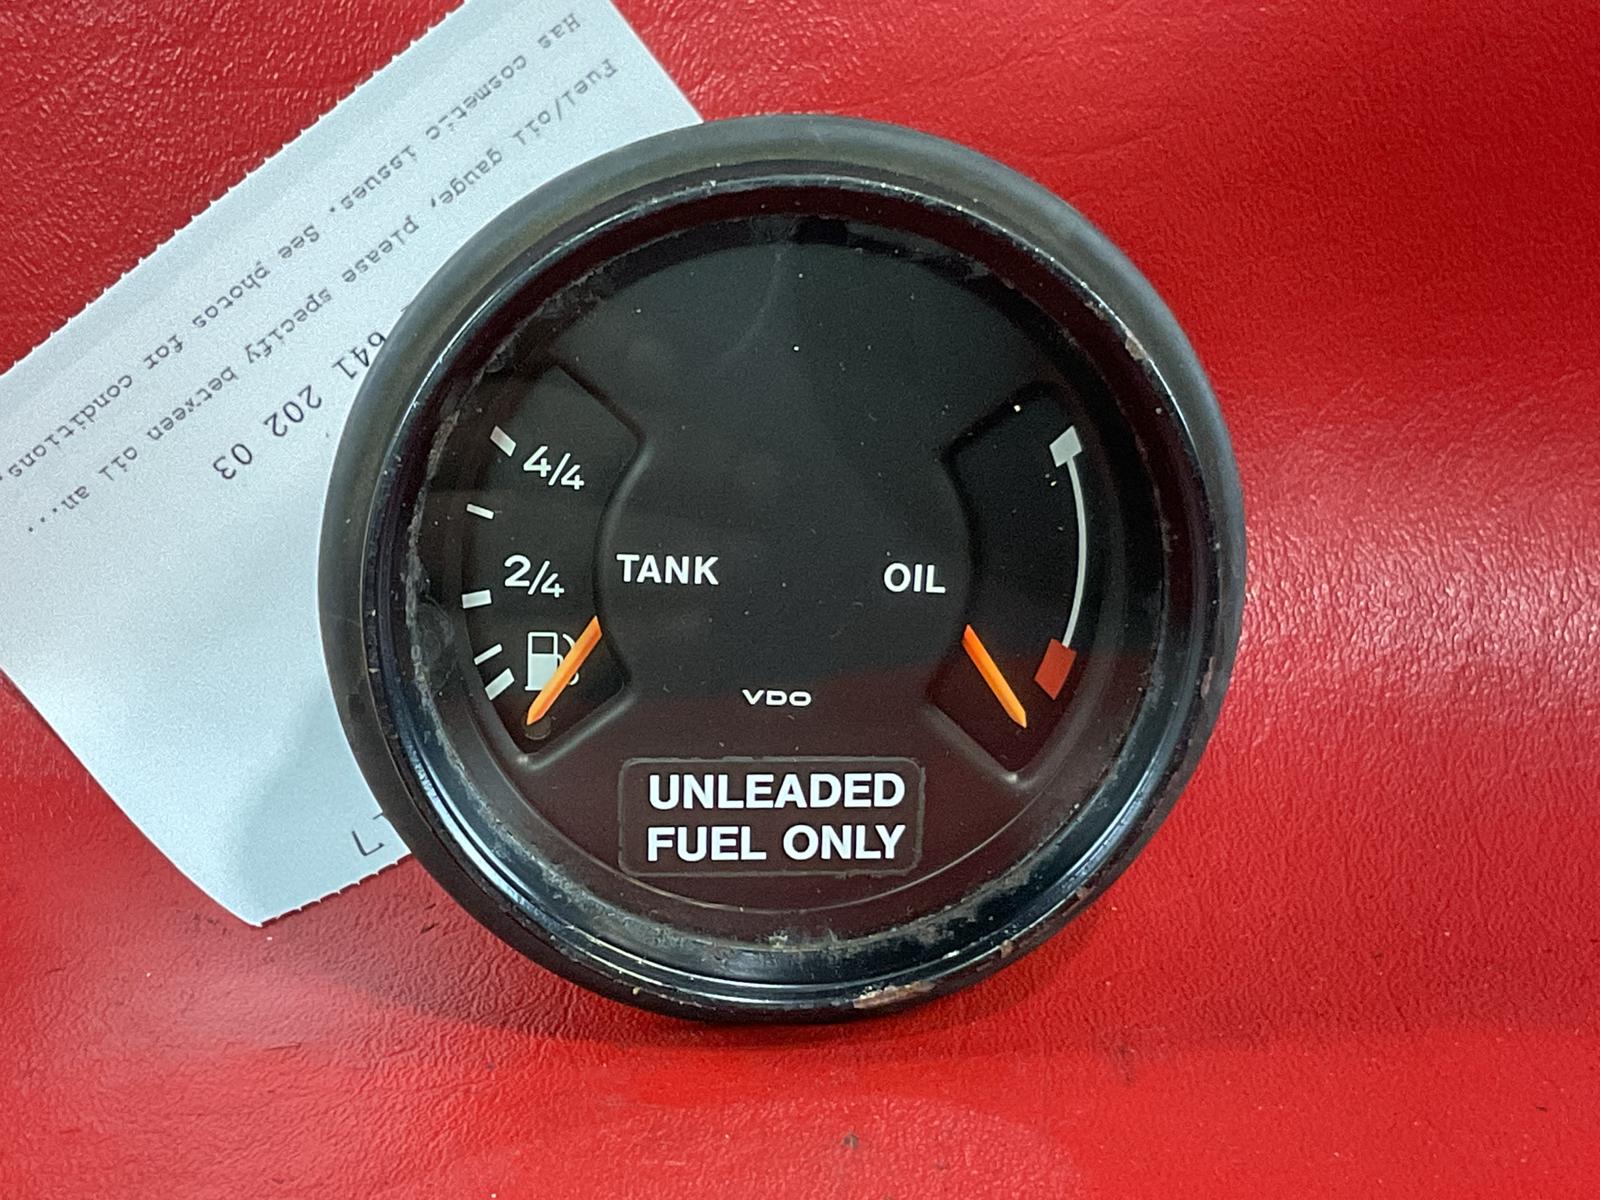 Has cosmetic issues. See photos for conditions.
Fuel/oil gauge, please specify between oil an...
641 202 03
4/4
2/4
TANK
OIL
VDO
UNLEADED
FUEL ONLY